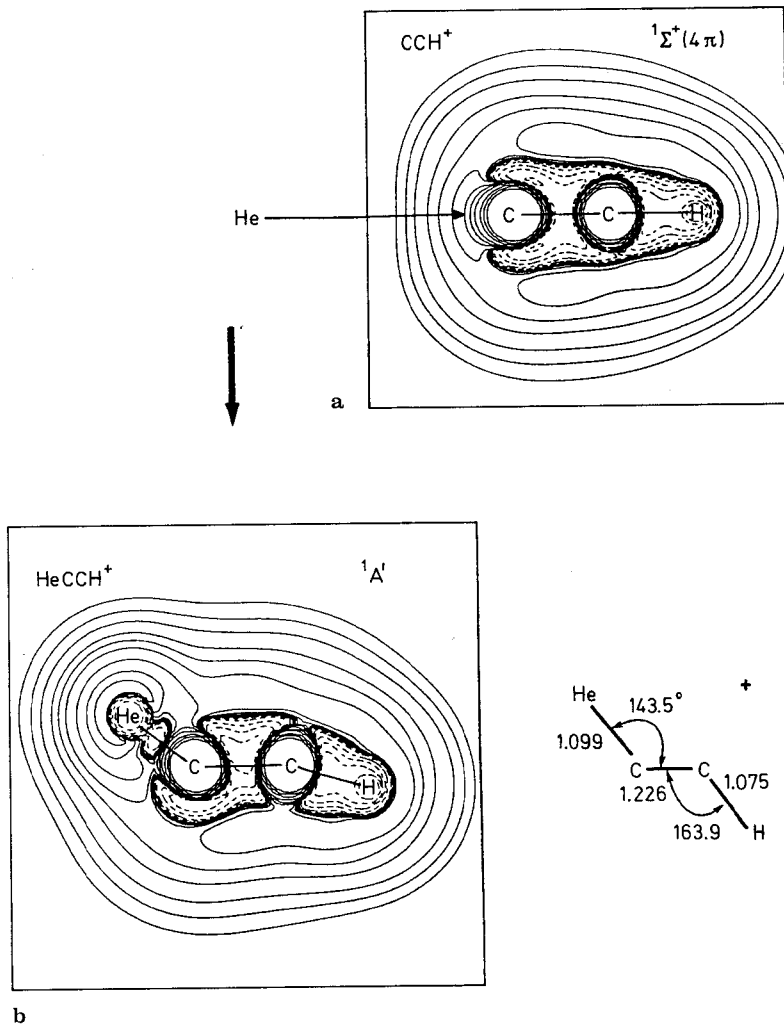 CCH⁺ ¹Σ⁺(4π)
He C C H
a
HeCCH⁺ ¹A'
He C C H
b
He +
143.5°
1.099
C C
1.226 1.075
163.9
H